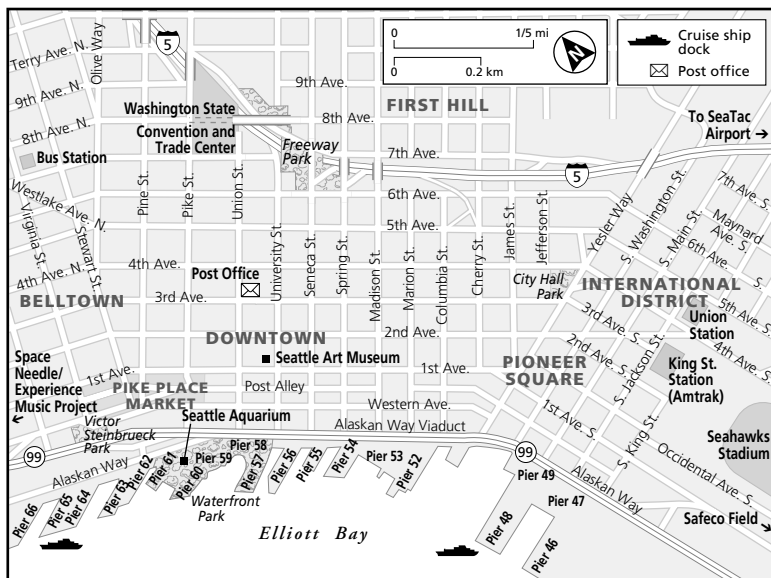 Terry Ave. N.
Olive Way
5
0
1/5 mi
0
0.2 km
N
Cruise ship
dock
Post office
9th Ave. N.
9th Ave.
FIRST HILL
Washington State
Convention and
Trade Center
8th Ave.
8th Ave. N.
Freeway
Park
To SeaTac
Airport
Bus Station
7th Ave.
5
Westlake Ave. N.
Pine St.
Pike St.
Union St.
6th Ave.
Yesler Way
S. Washington St.
S. Main St.
7th Ave. S.
Maynard
Ave. S.
Virginia St.
Stewart St.
5th Ave.
University St.
Seneca St.
Spring St.
Madison St.
Marion St.
Columbia St.
Cherry St.
James St.
Jefferson St.
6th Ave. S.
4th Ave.
4th Ave. N.
Post Office
City Hall
Park
INTERNATIONAL
DISTRICT
BELLTOWN
3rd Ave.
3rd Ave. S.
5th Ave. S.
Union
Station
DOWNTOWN
2nd Ave.
2nd Ave. S.
4th Ave. S.
Space
Needle/
Experience
Music Project
Seattle Art Museum
PIONEER
SQUARE
S. Jackson St.
King St.
Station
(Amtrak)
1st Ave.
1st Ave.
PIKE PLACE
MARKET
Post Alley
Western Ave.
1st Ave. S.
S. King St.
Victor
Steinbrueck
Park
Seattle Aquarium
Alaskan Way Viaduct
Seahawks
Stadium
99
Alaskan Way
99
Occidental Ave. S.
Alaskan Way
Pier 66
Pier 65
Pier 64
Pier 63
Pier 62
Pier 61
Pier 60
Pier 59
Pier 58
Pier 57
Pier 56
Pier 55
Pier 54
Pier 53
Pier 52
Pier 49
Pier 48
Pier 47
Pier 46
Waterfront
Park
Elliott Bay
Safeco Field